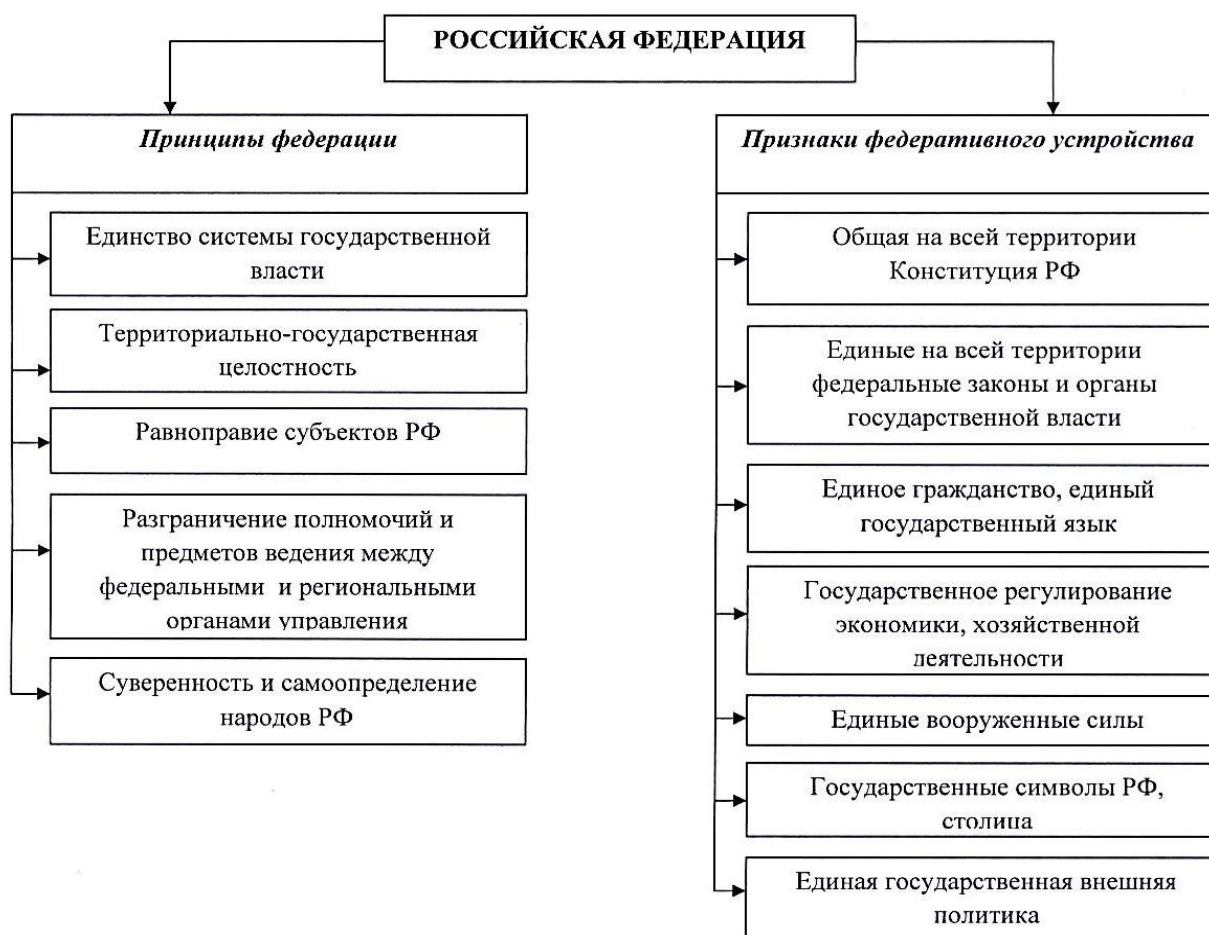 РОССИЙСКАЯ ФЕДЕРАЦИЯ
Принципы федерации
Единство системы государственной
власти
Территориально-государственная
целостность
Равноправие субъектов РФ
Разграничение полномочий и
предметов ведения между
федеральными и региональными
органами управления
Суверенность и самоопределение
народов РФ
Признаки федеративного устройства
Общая на всей территории
Конституция РФ
Единые на всей территории
федеральные законы и органы
государственной власти
Единое гражданство, единый
государственный язык
Государственное регулирование
экономики, хозяйственной
деятельности
Единые вооруженные силы
Государственные символы РФ,
столица
Единая государственная внешняя
политика